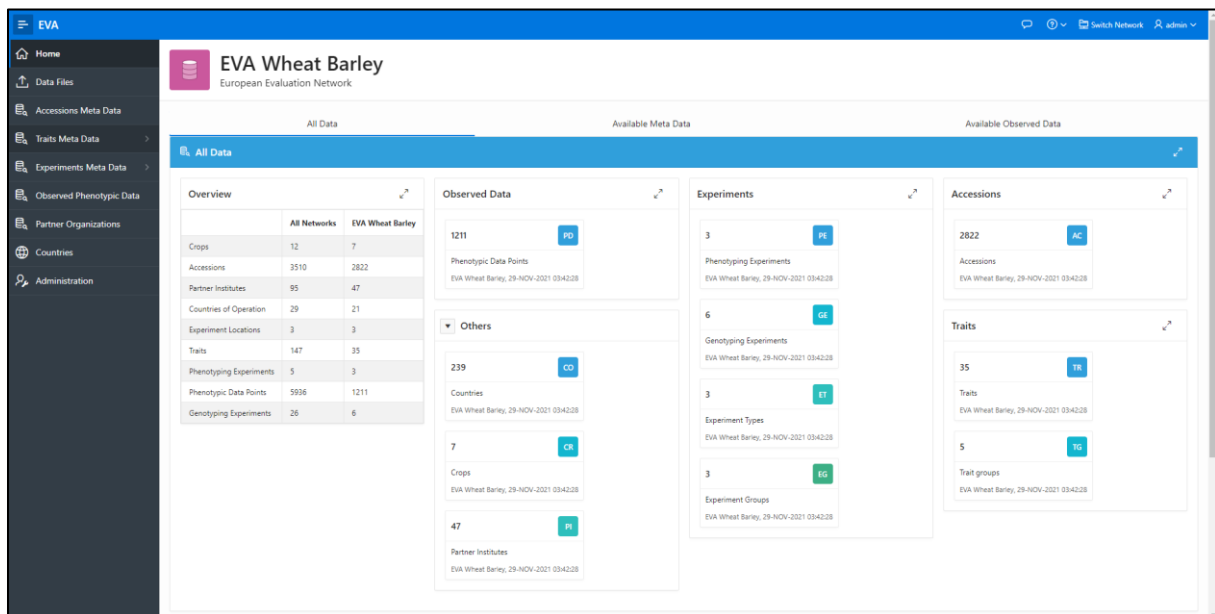 EVA
Switch Network admin
Home
Data Files
Accessions Meta Data
Traits Meta Data
Experiments Meta Data
Observed Phenotypic Data
Partner Organizations
Countries
Administration
EVA Wheat Barley
European Evaluation Network
All Data Available Meta Data Available Observed Data
All Data
Overview
All Networks EVA Wheat Barley
Crops 12 7
Accessions 3510 2822
Partner Institutes 95 47
Countries of Operation 29 21
Experiment Locations 3 3
Traits 147 35
Phenotyping Experiments 5 3
Phenotypic Data Points 5936 1211
Genotyping Experiments 26 6
Observed Data
1211 PD
Phenotypic Data Points
EVA Wheat Barley, 29-NOV-2021 03:42:28
Others
239 CO
Countries
EVA Wheat Barley, 29-NOV-2021 03:42:28
7 CR
Crops
EVA Wheat Barley, 29-NOV-2021 03:42:28
47 PI
Partner Institutes
EVA Wheat Barley, 29-NOV-2021 03:42:28
Experiments
3 PE
Phenotyping Experiments
EVA Wheat Barley, 29-NOV-2021 03:42:28
6 GE
Genotyping Experiments
EVA Wheat Barley, 29-NOV-2021 03:42:28
3 ET
Experiment Types
EVA Wheat Barley, 29-NOV-2021 03:42:28
3 EG
Experiment Groups
EVA Wheat Barley, 29-NOV-2021 03:42:28
Accessions
2822 AC
Accessions
EVA Wheat Barley, 29-NOV-2021 03:42:28
Traits
35 TR
Traits
EVA Wheat Barley, 29-NOV-2021 03:42:28
5 TG
Trait groups
EVA Wheat Barley, 29-NOV-2021 03:42:28